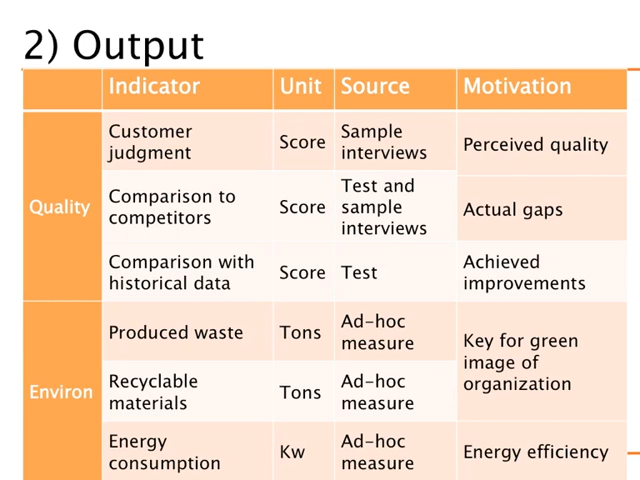 2) Output
Indicator Unit Source Motivation
Quality
Customer
judgment
Score
Sample
interviews
Perceived quality
Comparison to
competitors
Score
Test and
sample
interviews
Actual gaps
Comparison with
historical data
Score
Test
Achieved
improvements
Environ
Produced waste
Tons
Ad-hoc
measure
Key for green
image of
organization
Recyclable
materials
Tons
Ad-hoc
measure
Energy
consumption
Kw
Ad-hoc
measure
Energy efficiency